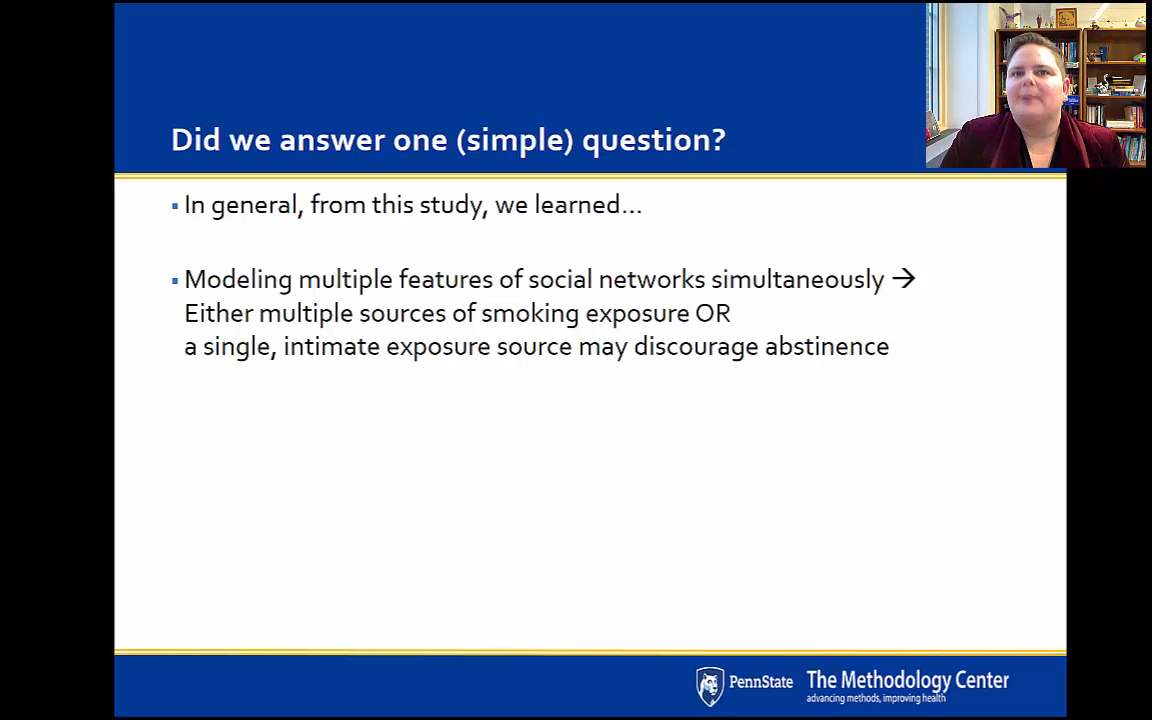 Did we answer one (simple) question?
▪ In general, from this study, we learned...
▪ Modeling multiple features of social networks simultaneously →
Either multiple sources of smoking exposure OR
a single, intimate exposure source may discourage abstinence
PennState The Methodology Center
advancing methods, improving health